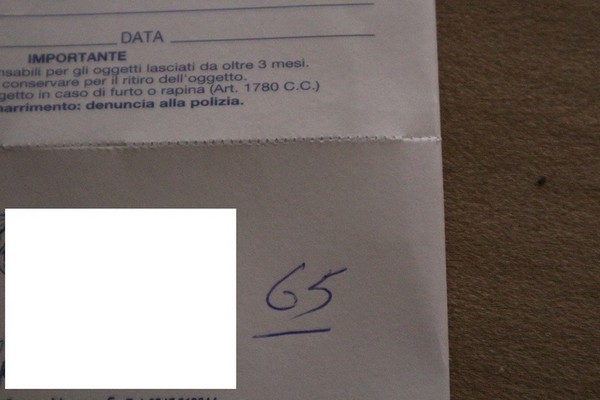 DATA
IMPORTANTE
per gli oggetti lasciati da oltre 3 mesi.
conservare per il ritiro dell'oggetto.
in caso di furto o rapina (Art. 1780 C.C.)
denuncia alla polizia.
65